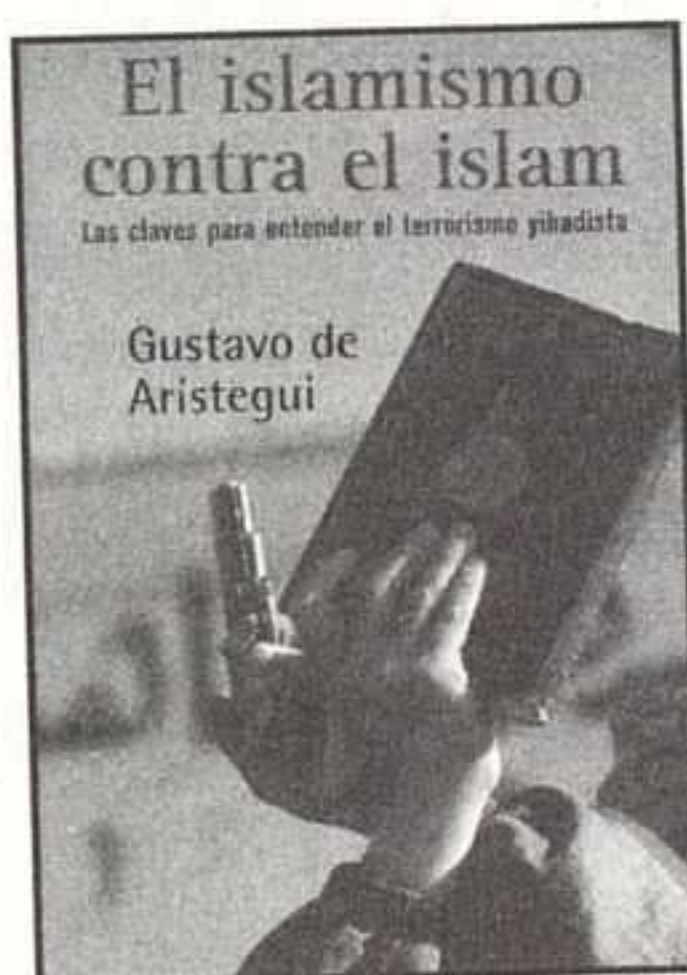 El islamismo
contra el islam
Las claves para entender el terrorismo yihadista
Gustavo de
Aristegui